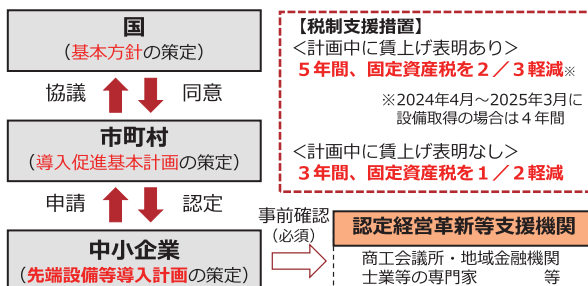 国
（基本方針の策定）
協議
同意
市町村
（導入促進基本計画の策定）
申請
認定
中小企業
（先端設備等導入計画の策定）
【税制支援措置】
＜計画中に賃上げ表明あり＞
５年間、固定資産税を２／３軽減※
※2024年4月～2025年3月に
設備取得の場合は４年間
＜計画中に賃上げ表明なし＞
３年間、固定資産税を１／２軽減
事前確認
（必須）
認定経営革新等支援機関
商工会議所・地域金融機関
士業等の専門家　　　　等